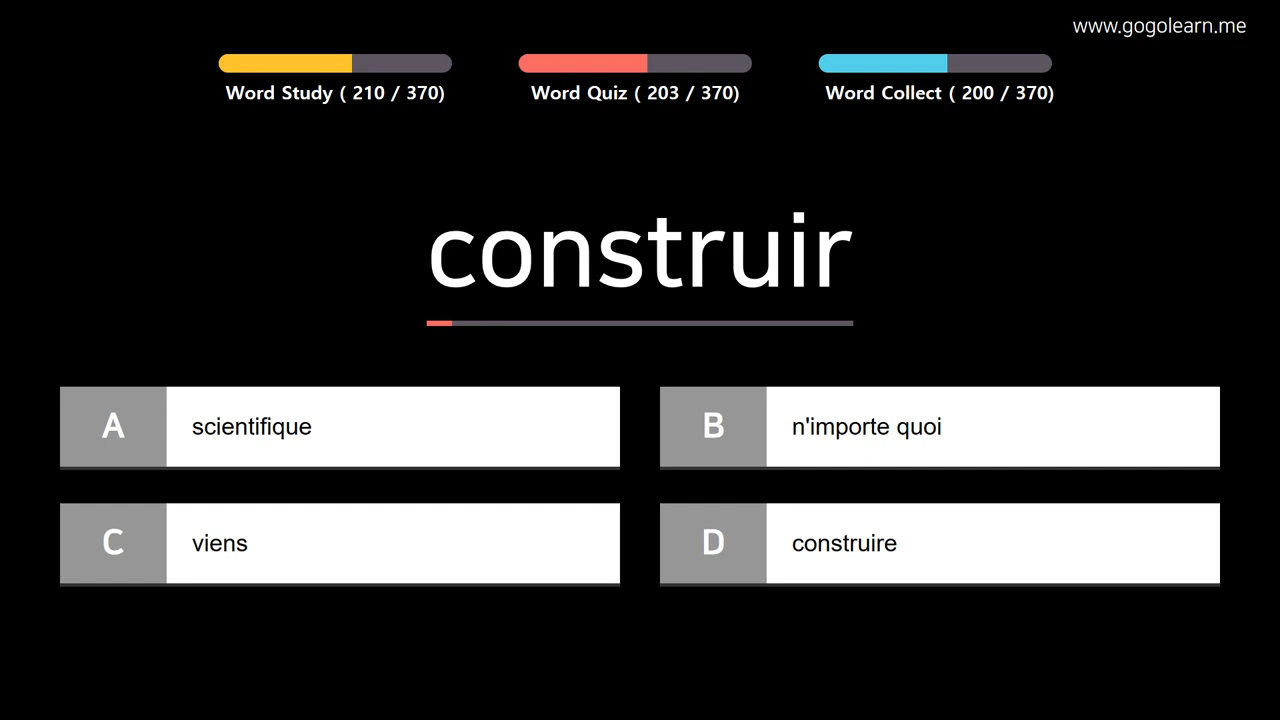 www.gogolearn.me
Word Study ( 210 / 370)
Word Quiz ( 203 / 370)
Word Collect ( 200 / 370)
construir
A scientifique
B n'importe quoi
C viens
D construire